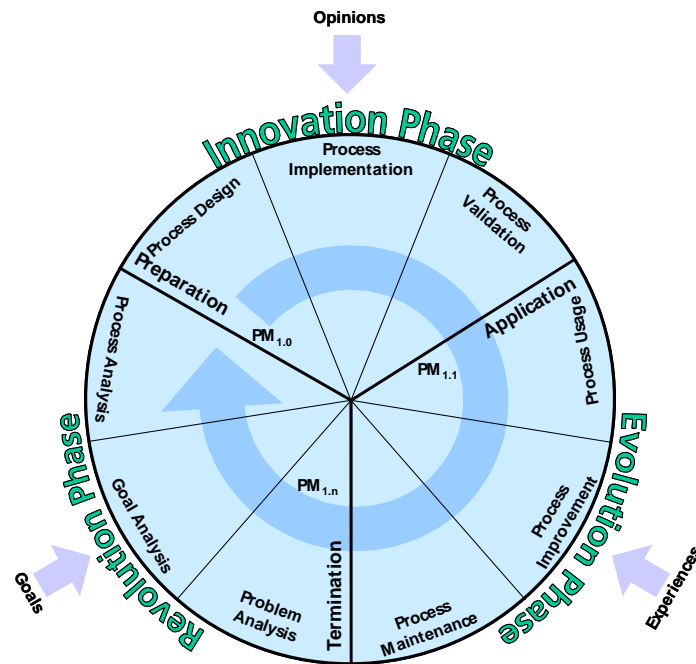 Opinions
Innovation Phase
Process
Implementation
Process Design
Process
Validation
Preparation
Application
Process Analysis
Process Usage
PM1.0
PM1.1
Revolution Phase
Evolution Phase
Goal Analysis
PM1.n
Process
Improvement
Problem
Analysis
Termination
Process
Maintenance
Goals
Experiences